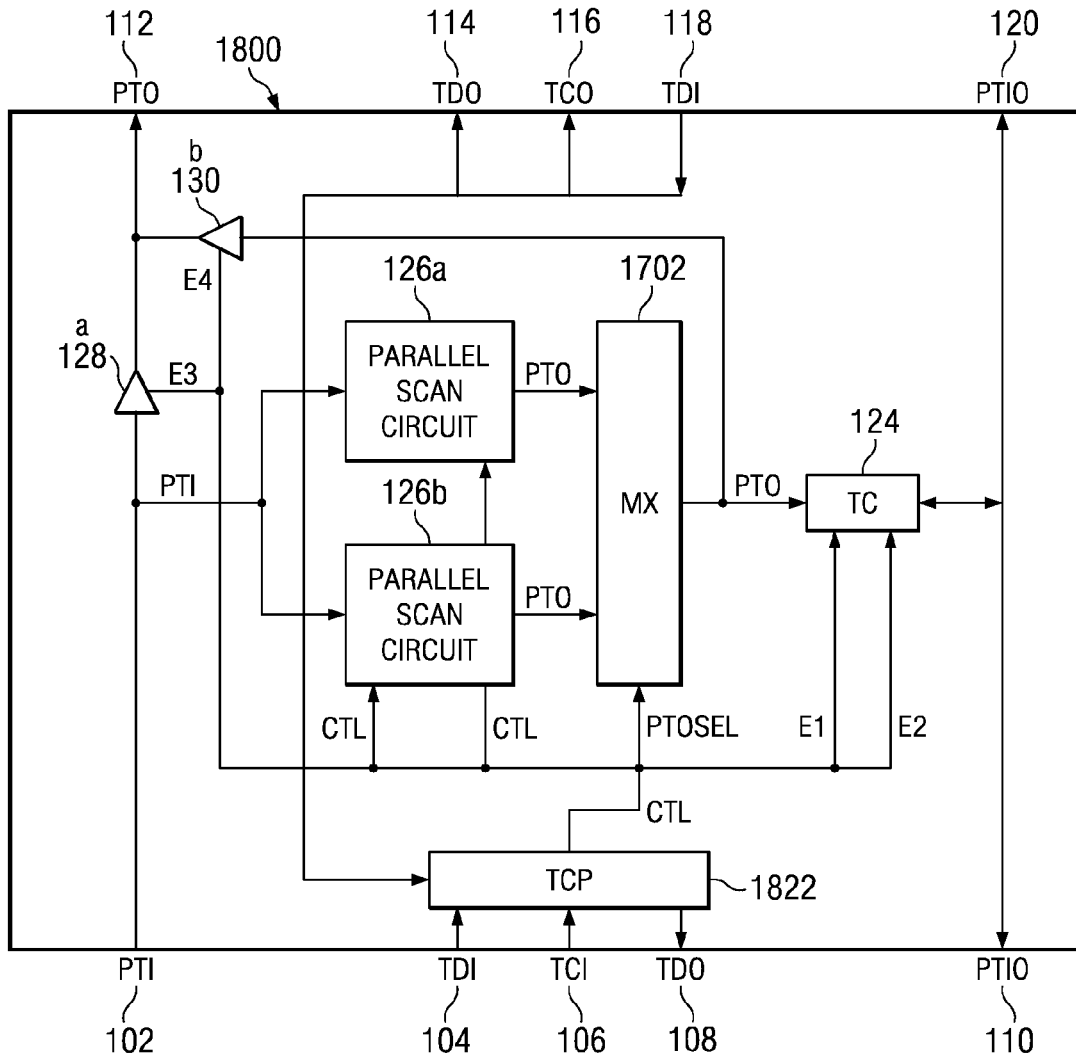 112
1800
114
116
118
120
PTO
TDO
TCO
TDI
PTIO
b
130
E4
126a
1702
a
128
E3
PARALLEL
SCAN
CIRCUIT
PTO
124
PTI
126b
MX
PTO
TC
PARALLEL
SCAN
CIRCUIT
PTO
CTL
CTL
PTOSEL
E1
E2
CTL
TCP
1822
PTI
TDI
TCI
TDO
PTIO
102
104
106
108
110